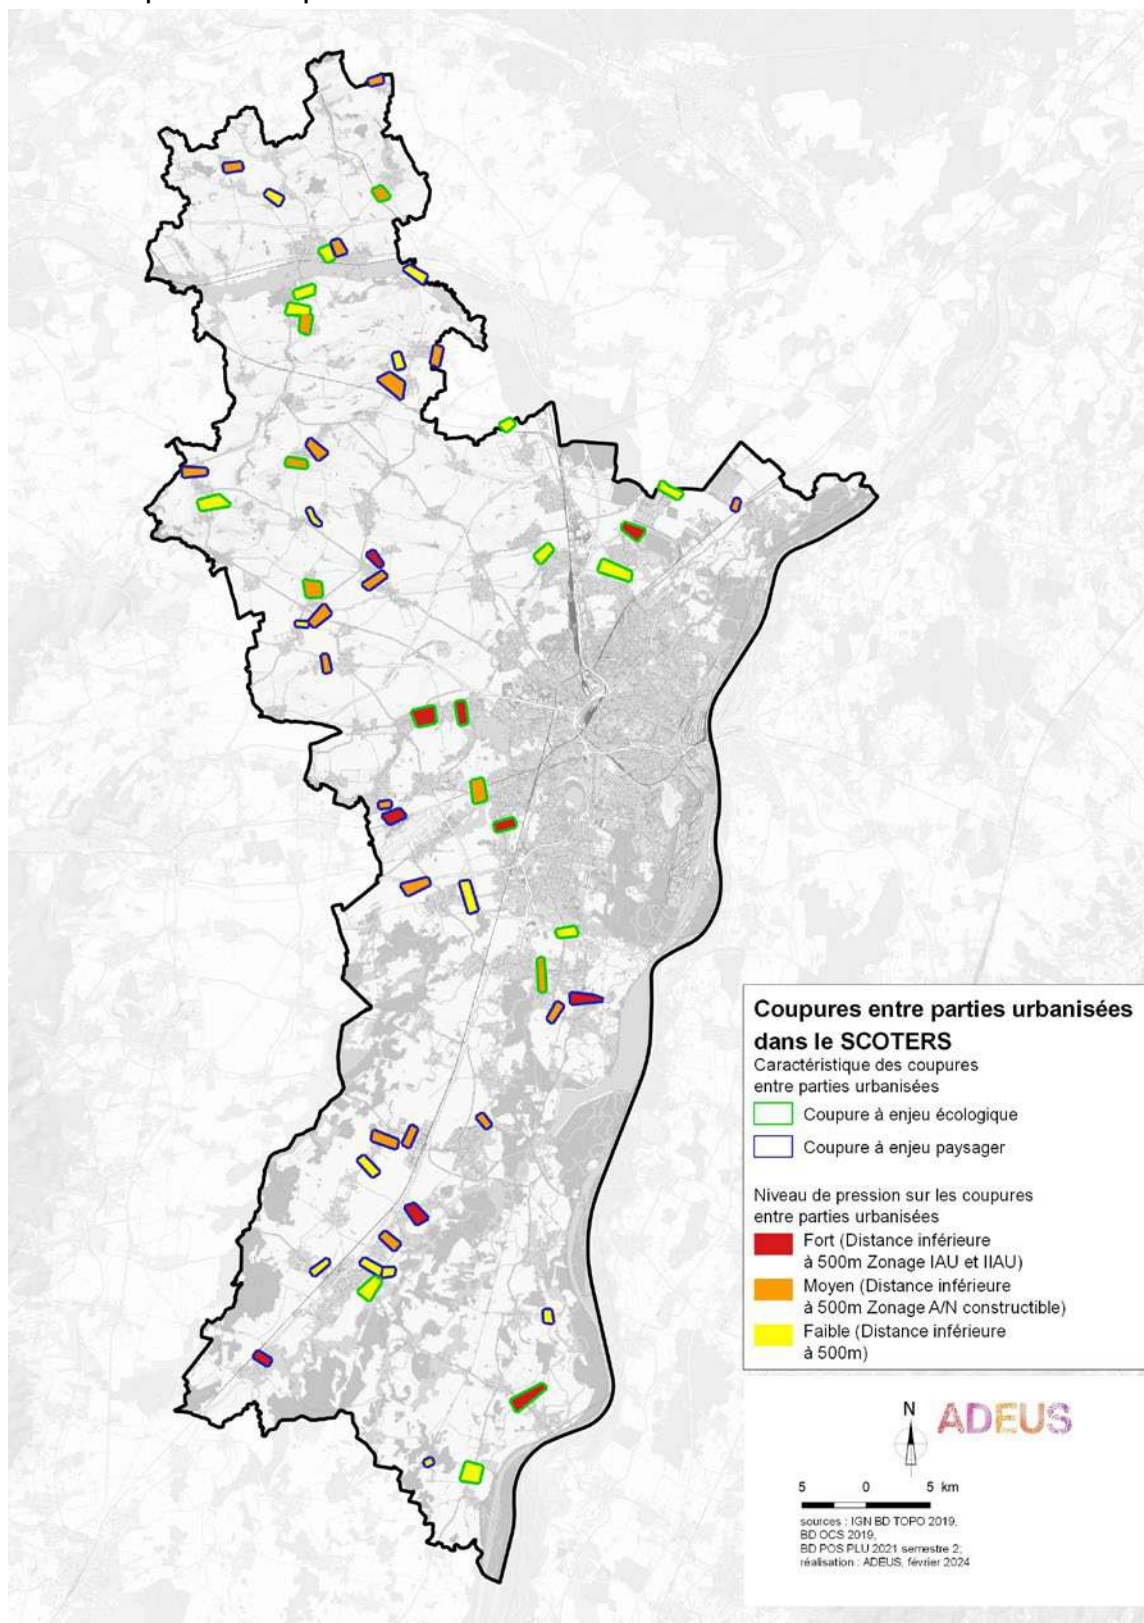 Coupures entre parties urbanisées
dans le SCOTERS
Caractéristique des coupures
entre parties urbanisées
Coupure à enjeu écologique
Coupure à enjeu paysager
Niveau de pression sur les coupures
entre parties urbanisées
Fort (Distance inférieure
à 500m Zonage IAU et IIAU)
Moyen (Distance inférieure
à 500m Zonage A/N constructible)
Faible (Distance inférieure
à 500m)
N
ADEUS
5 0 5 km
sources : IGN BD TOPO 2019,
BD OCS 2019,
BD POS PLU 2021 semestre 2;
réalisation : ADEUS, février 2024